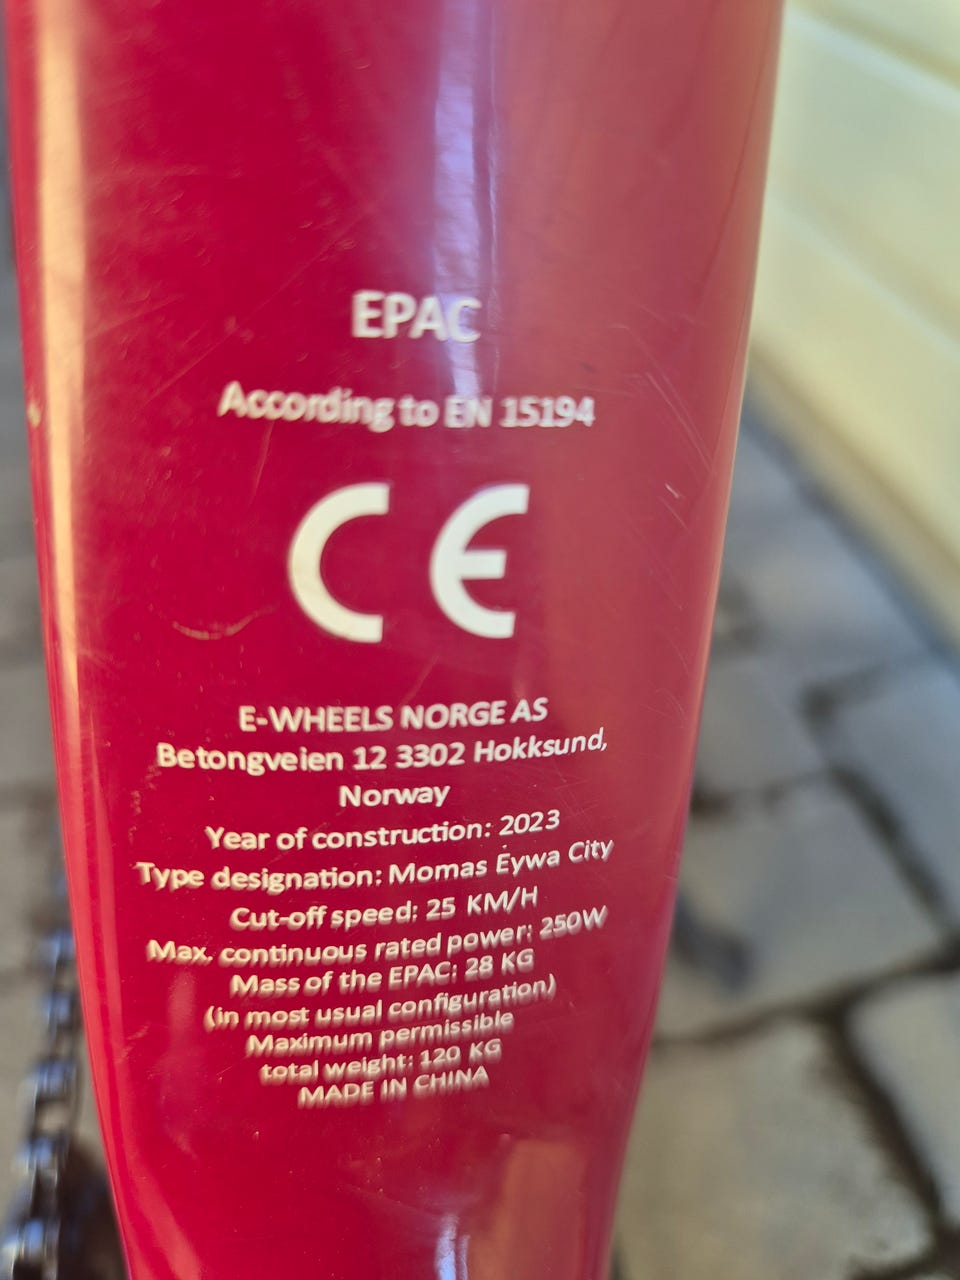 EPAC
According to EN 15194
CE
E-WHEELS NORGE AS
Betongveien 12 3302 Hokksund,
Norway
Year of construction: 2023
Type designation: Momas Eywa City
Cut-off speed: 25 KM/H
Max. continuous rated power: 250W
Mass of the EPAC: 28 KG
(in most usual configuration)
Maximum permissible
total weight: 120 KG
MADE IN CHINA